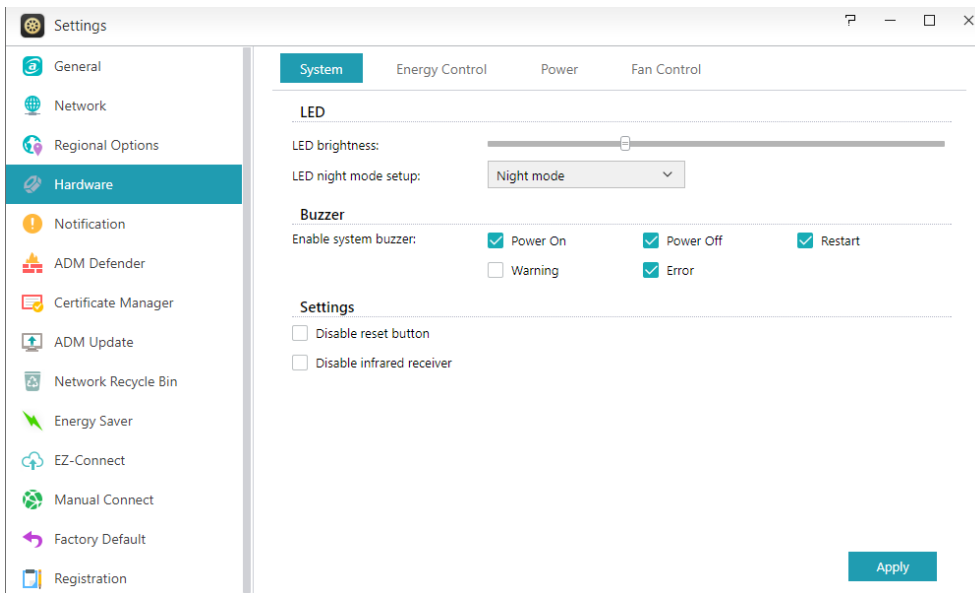 Settings
General
Network
Regional Options
Hardware
Notification
ADM Defender
Certificate Manager
ADM Update
Network Recycle Bin
Energy Saver
EZ-Connect
Manual Connect
Factory Default
Registration
System Energy Control Power Fan Control
LED
LED brightness:
LED night mode setup: Night mode
Buzzer
Enable system buzzer: Power On Power Off Restart
Warning Error
Settings
Disable reset button
Disable infrared receiver
Apply